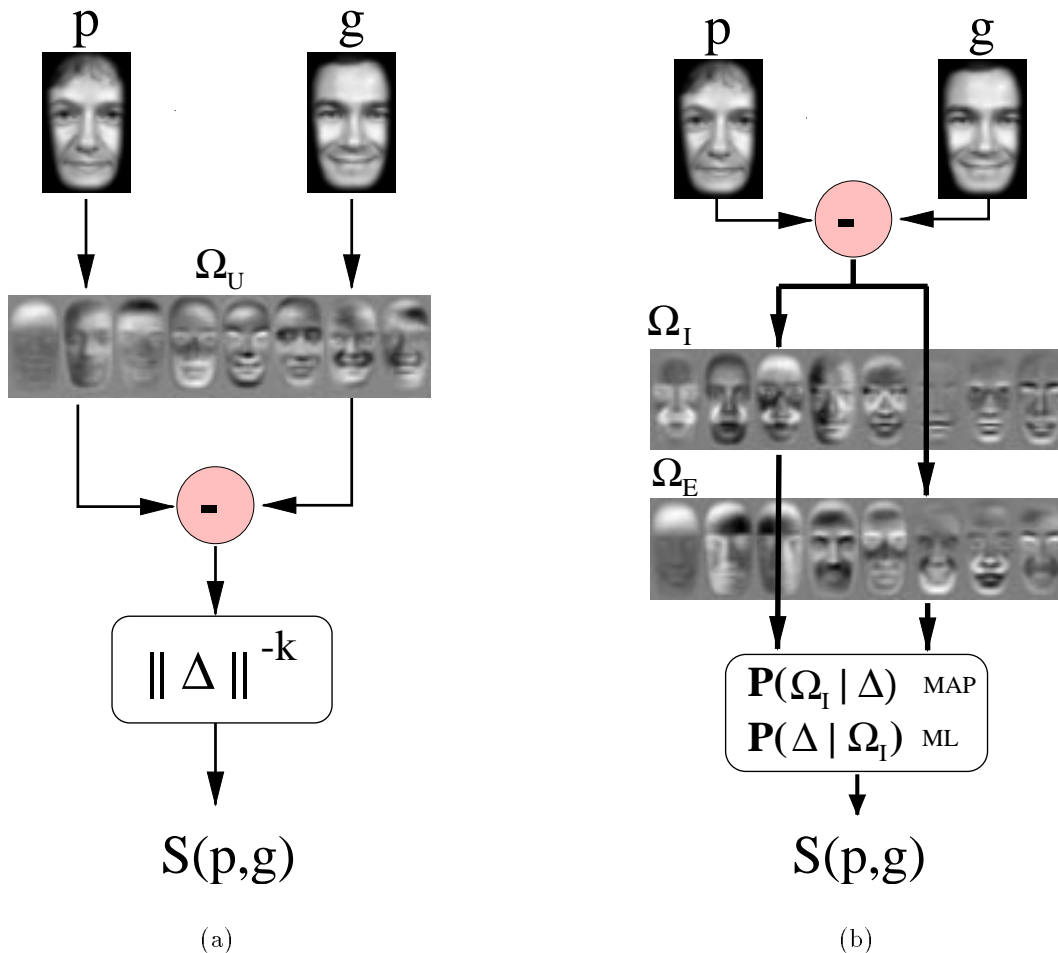 p g
Ω_U
-
‖ Δ ‖^-k
S(p,g)
(a)
p g
-
Ω_I
Ω_E
P(Ω_I | Δ) MAP
P(Δ | Ω_I) ML
S(p,g)
(b)